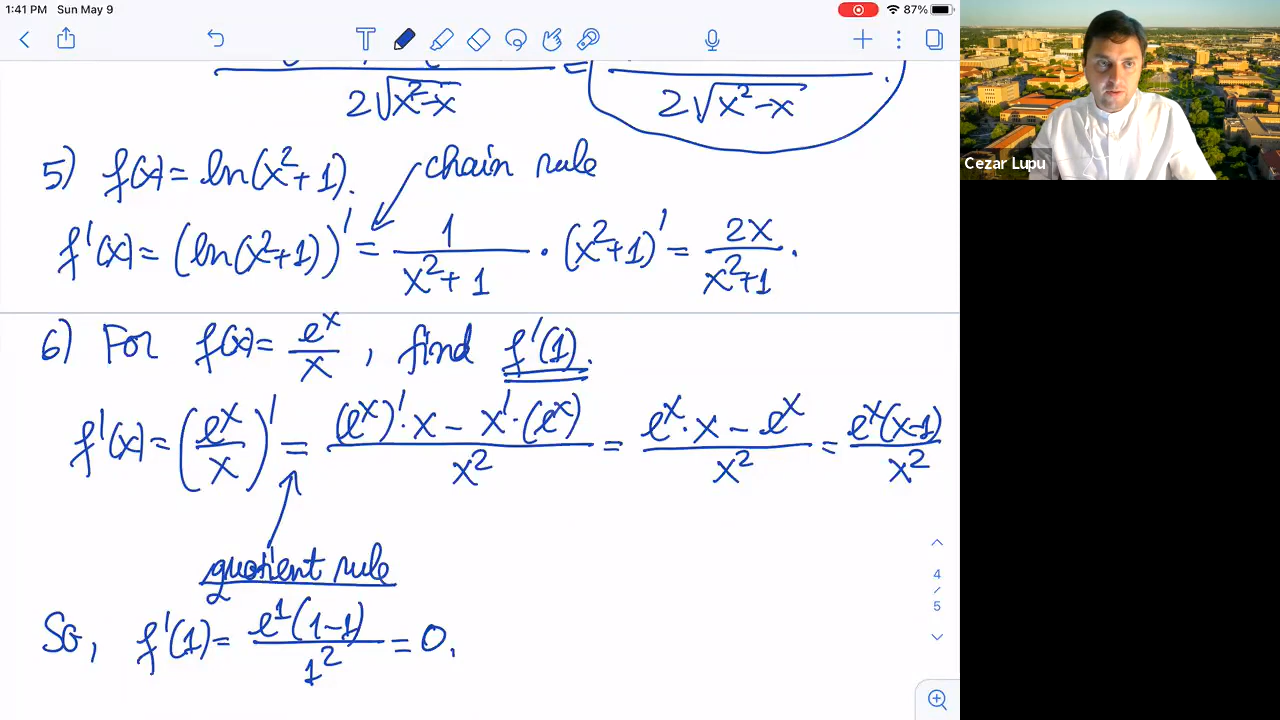 1:41 PM Sun May 9
87%
2√(x²-x) = 2√(x²-x) .
5) f(x) = ln(x²+1).
chain rule
f'(x) = (ln(x²+1))' = 1/(x²+1) · (x²+1)' = 2x/(x²+1) .
6) For f(x) = e^x/x , find f'(1).
f'(x) = (e^x/x)' = ((e^x)'·x - x'·(e^x))/x² = (e^x·x - e^x)/x² = e^x(x-1)/x²
quotient rule
So, f'(1) = e^1(1-1)/1² = 0.
4
/
5
Cezar Lupu